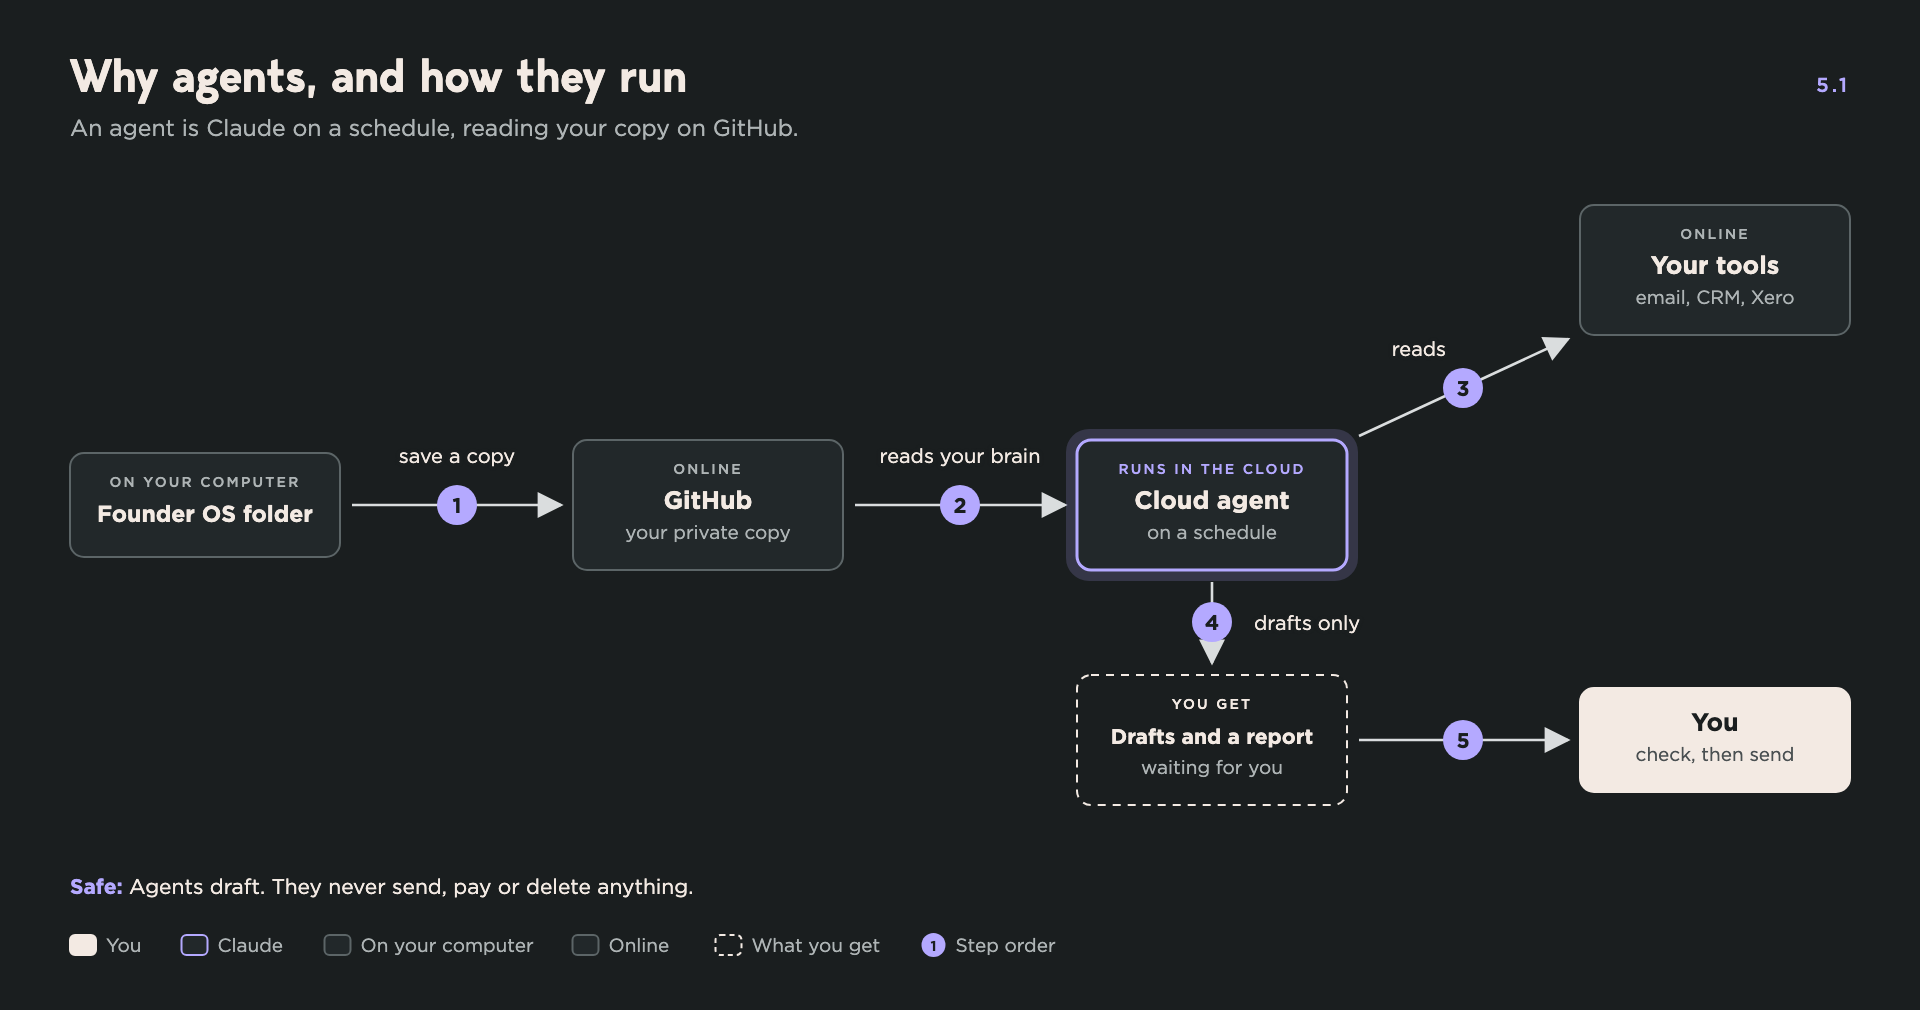 Why agents, and how they run
5.1
An agent is Claude on a schedule, reading your copy on GitHub.
ONLINE
Your tools
email, CRM, Xero
reads
3
ON YOUR COMPUTER
Founder OS folder
save a copy
1
ONLINE
GitHub
your private copy
reads your brain
2
RUNS IN THE CLOUD
Cloud agent
on a schedule
4
drafts only
YOU GET
Drafts and a report
waiting for you
5
You
check, then send
Safe: Agents draft. They never send, pay or delete anything.
You
Claude
On your computer
Online
What you get
1
Step order